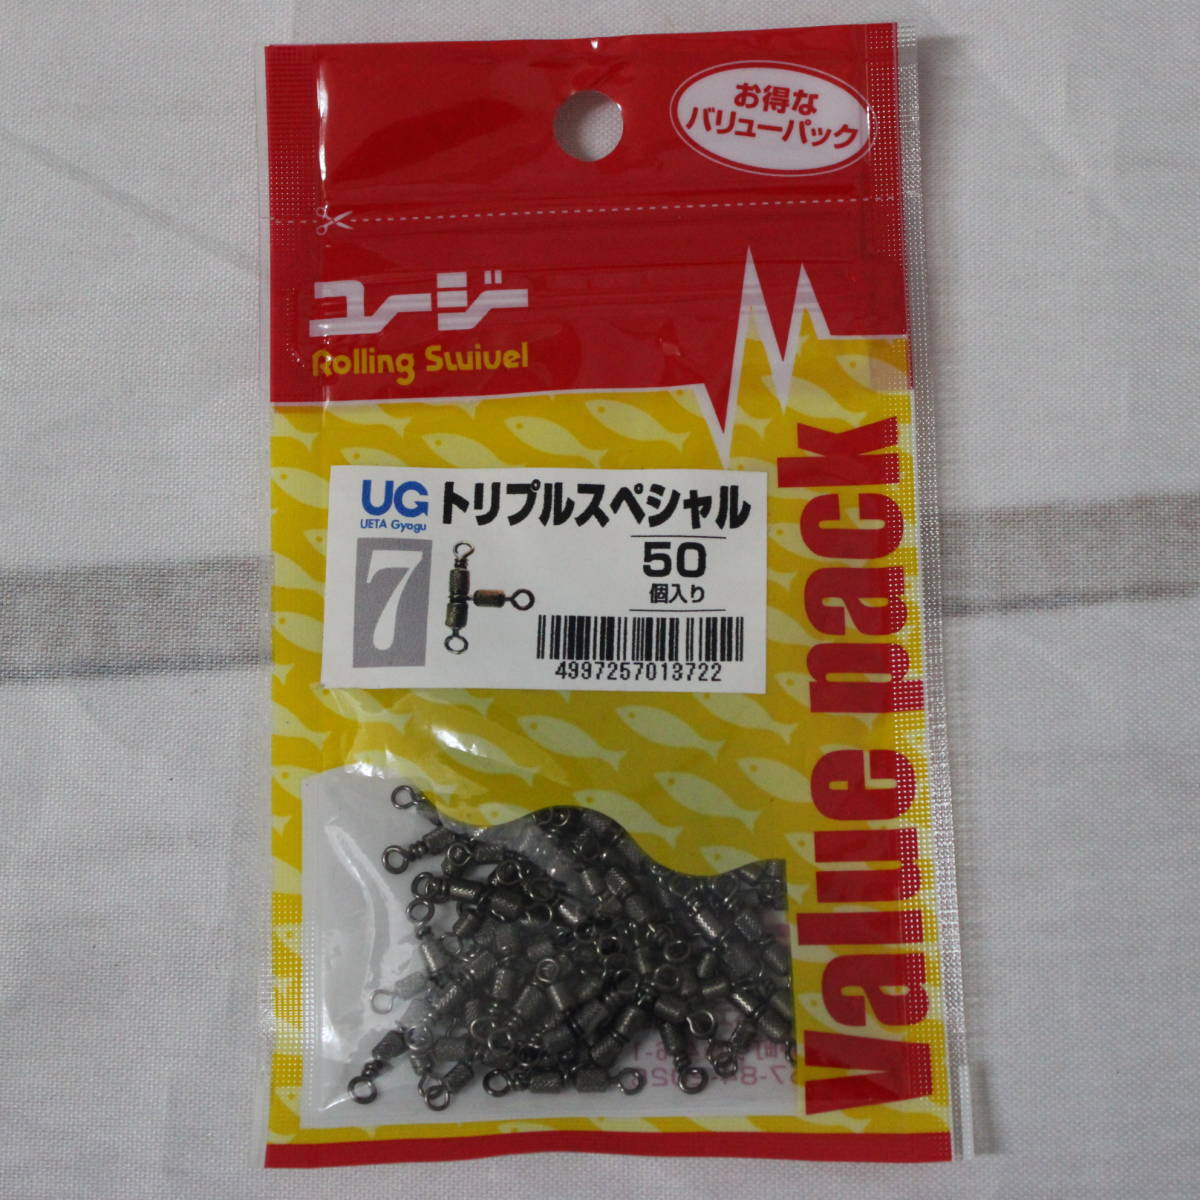 お得な
バリューパック
ユージ
Rolling Swivel
UG トリプルスペシャル
UETA Gyogu
7
50
個入り
4997257013722
Value pack